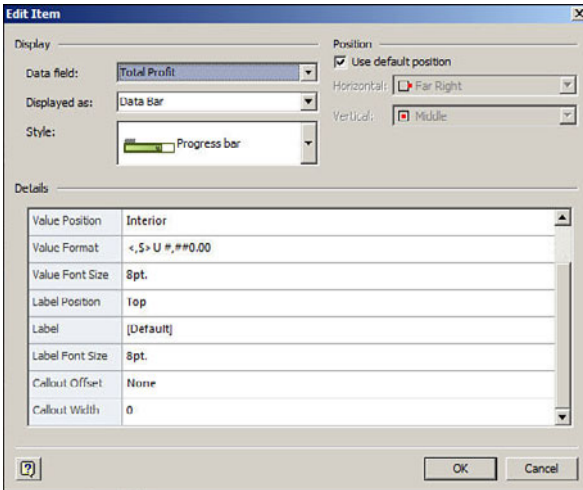 Edit Item
Display
Data field: Total Profit
Displayed as: Data Bar
Style: Progress bar
Position
Use default position
Horizontal: Far Right
Vertical: Middle
Details
Value Position Interior
Value Format <,$> U #,##0.00
Value Font Size 8pt.
Label Position Top
Label [Default]
Label Font Size 8pt.
Callout Offset None
Callout Width 0
OK Cancel